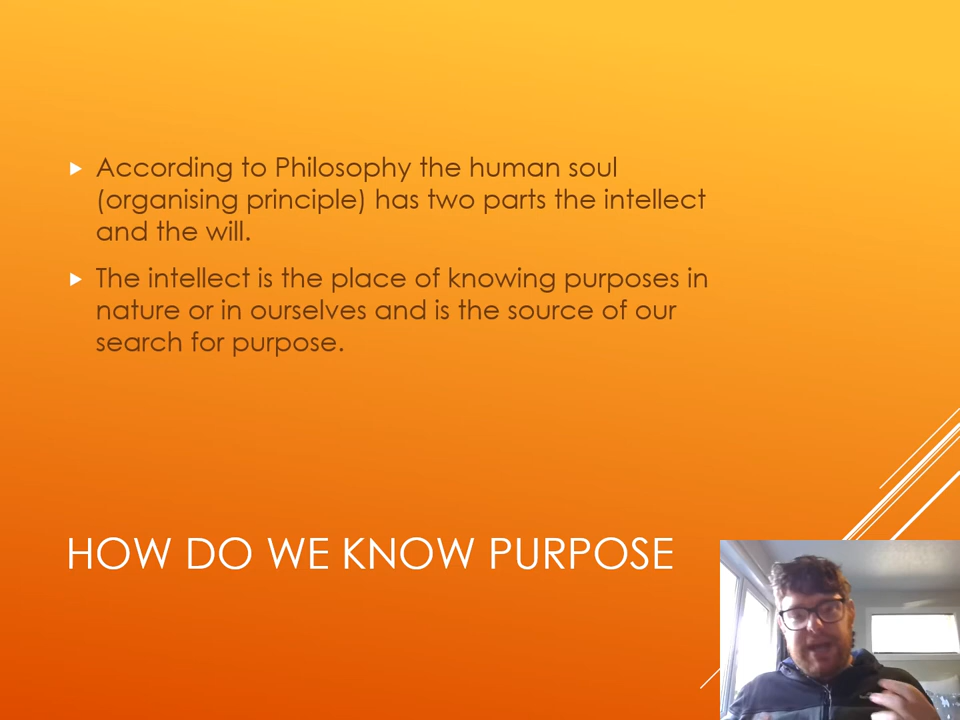 According to Philosophy the human soul
(organising principle) has two parts the intellect
and the will.
The intellect is the place of knowing purposes in
nature or in ourselves and is the source of our
search for purpose.
HOW DO WE KNOW PURPOSE